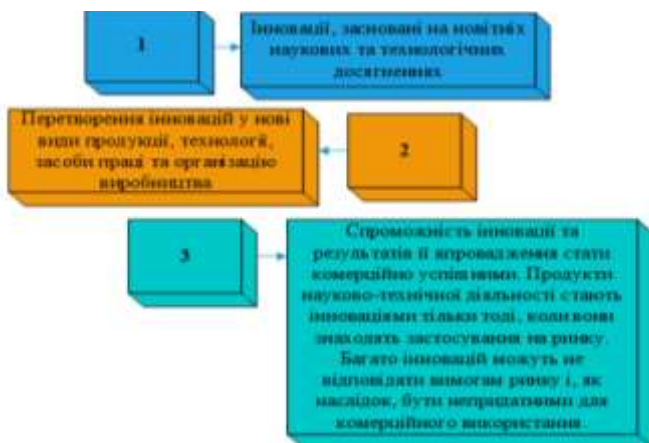 1
Інновації, засновані на новітніх
наукових та технологічних
досягненнях
Перетворення інновацій у нові
види продукції, технології,
засоби праці та організацію
виробництва
2
3
Спроможність інновації та
результатів її впровадження стати
комерційно успішними. Продукти
науково-технічної діяльності стають
інноваціями тільки тоді, коли вони
знаходять застосування на ринку.
Багато інновацій можуть не
відповідати вимогам ринку і, як
наслідок, бути непридатними для
комерційного використання.